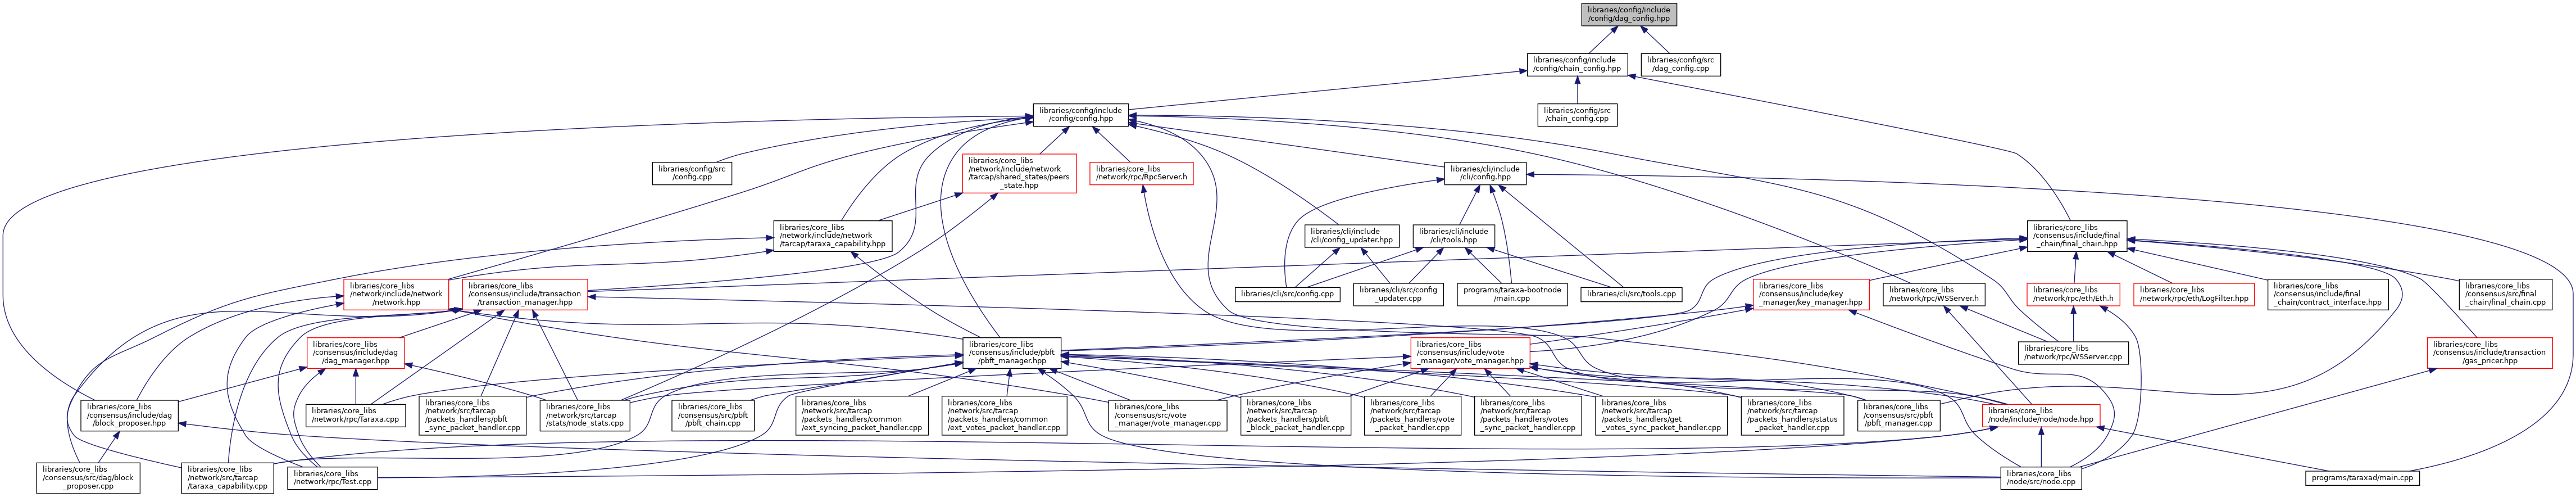 libraries/config/include
/config/dag_config.hpp
libraries/config/include
/config/chain_config.hpp
libraries/config/src
/dag_config.cpp
libraries/config/include
/config/config.hpp
libraries/config/src
/chain_config.cpp
libraries/config/src
/config.cpp
libraries/core_libs
/network/include/network
/tarcap/shared_states/peers
_state.hpp
libraries/core_libs
/network/rpc/RpcServer.h
libraries/cli/include
/cli/config.hpp
libraries/core_libs
/network/include/network
/tarcap/taraxa_capability.hpp
libraries/cli/include
/cli/config_updater.hpp
libraries/cli/include
/cli/tools.hpp
libraries/core_libs
/consensus/include/final
_chain/final_chain.hpp
libraries/core_libs
/network/include/network
/network.hpp
libraries/core_libs
/consensus/include/transaction
/transaction_manager.hpp
libraries/cli/src/config.cpp
libraries/cli/src/config
_updater.cpp
programs/taraxa-bootnode
/main.cpp
libraries/cli/src/tools.cpp
libraries/core_libs
/consensus/include/key
_manager/key_manager.hpp
libraries/core_libs
/network/rpc/WSServer.h
libraries/core_libs
/network/rpc/eth/Eth.h
libraries/core_libs
/network/rpc/eth/LogFilter.hpp
libraries/core_libs
/consensus/include/final
_chain/contract_interface.hpp
libraries/core_libs
/consensus/src/final
_chain/final_chain.cpp
libraries/core_libs
/consensus/include/dag
/dag_manager.hpp
libraries/core_libs
/consensus/include/pbft
/pbft_manager.hpp
libraries/core_libs
/consensus/include/vote
_manager/vote_manager.hpp
libraries/core_libs
/network/rpc/WSServer.cpp
libraries/core_libs
/consensus/include/transaction
/gas_pricer.hpp
libraries/core_libs
/consensus/include/dag
/block_proposer.hpp
libraries/core_libs
/network/rpc/Taraxa.cpp
libraries/core_libs
/network/src/tarcap
/packets_handlers/pbft
_sync_packet_handler.cpp
libraries/core_libs
/network/src/tarcap
/stats/node_stats.cpp
libraries/core_libs
/consensus/src/pbft
/pbft_chain.cpp
libraries/core_libs
/network/src/tarcap
/packets_handlers/common
/ext_syncing_packet_handler.cpp
libraries/core_libs
/network/src/tarcap
/packets_handlers/common
/ext_votes_packet_handler.cpp
libraries/core_libs
/consensus/src/vote
_manager/vote_manager.cpp
libraries/core_libs
/network/src/tarcap
/packets_handlers/pbft
_block_packet_handler.cpp
libraries/core_libs
/network/src/tarcap
/packets_handlers/vote
_packet_handler.cpp
libraries/core_libs
/network/src/tarcap
/packets_handlers/votes
_sync_packet_handler.cpp
libraries/core_libs
/network/src/tarcap
/packets_handlers/get
_votes_sync_packet_handler.cpp
libraries/core_libs
/network/src/tarcap
/packets_handlers/status
_packet_handler.cpp
libraries/core_libs
/consensus/src/pbft
/pbft_manager.cpp
libraries/core_libs
/node/include/node/node.hpp
libraries/core_libs
/consensus/src/dag/block
_proposer.cpp
libraries/core_libs
/network/src/tarcap
/taraxa_capability.cpp
libraries/core_libs
/network/rpc/Test.cpp
libraries/core_libs
/node/src/node.cpp
programs/taraxad/main.cpp